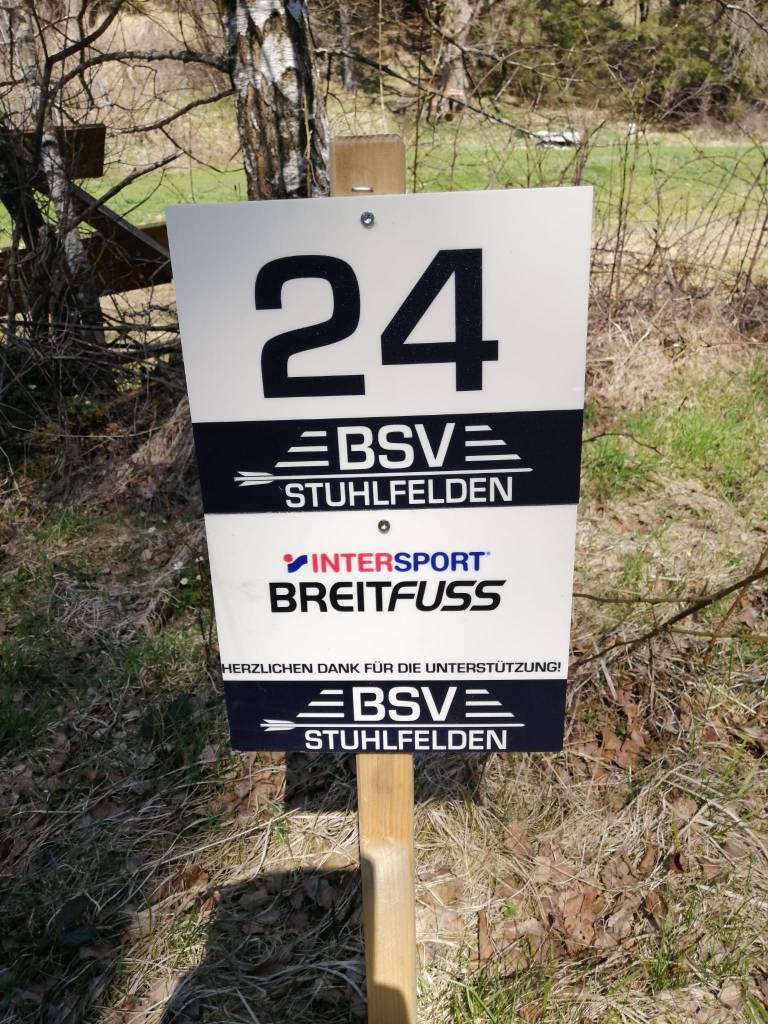 24
BSV
STUHLFELDEN
INTERSPORT
BREITFUSS
HERZLICHEN DANK FÜR DIE UNTERSTÜTZUNG!
BSV
STUHLFELDEN